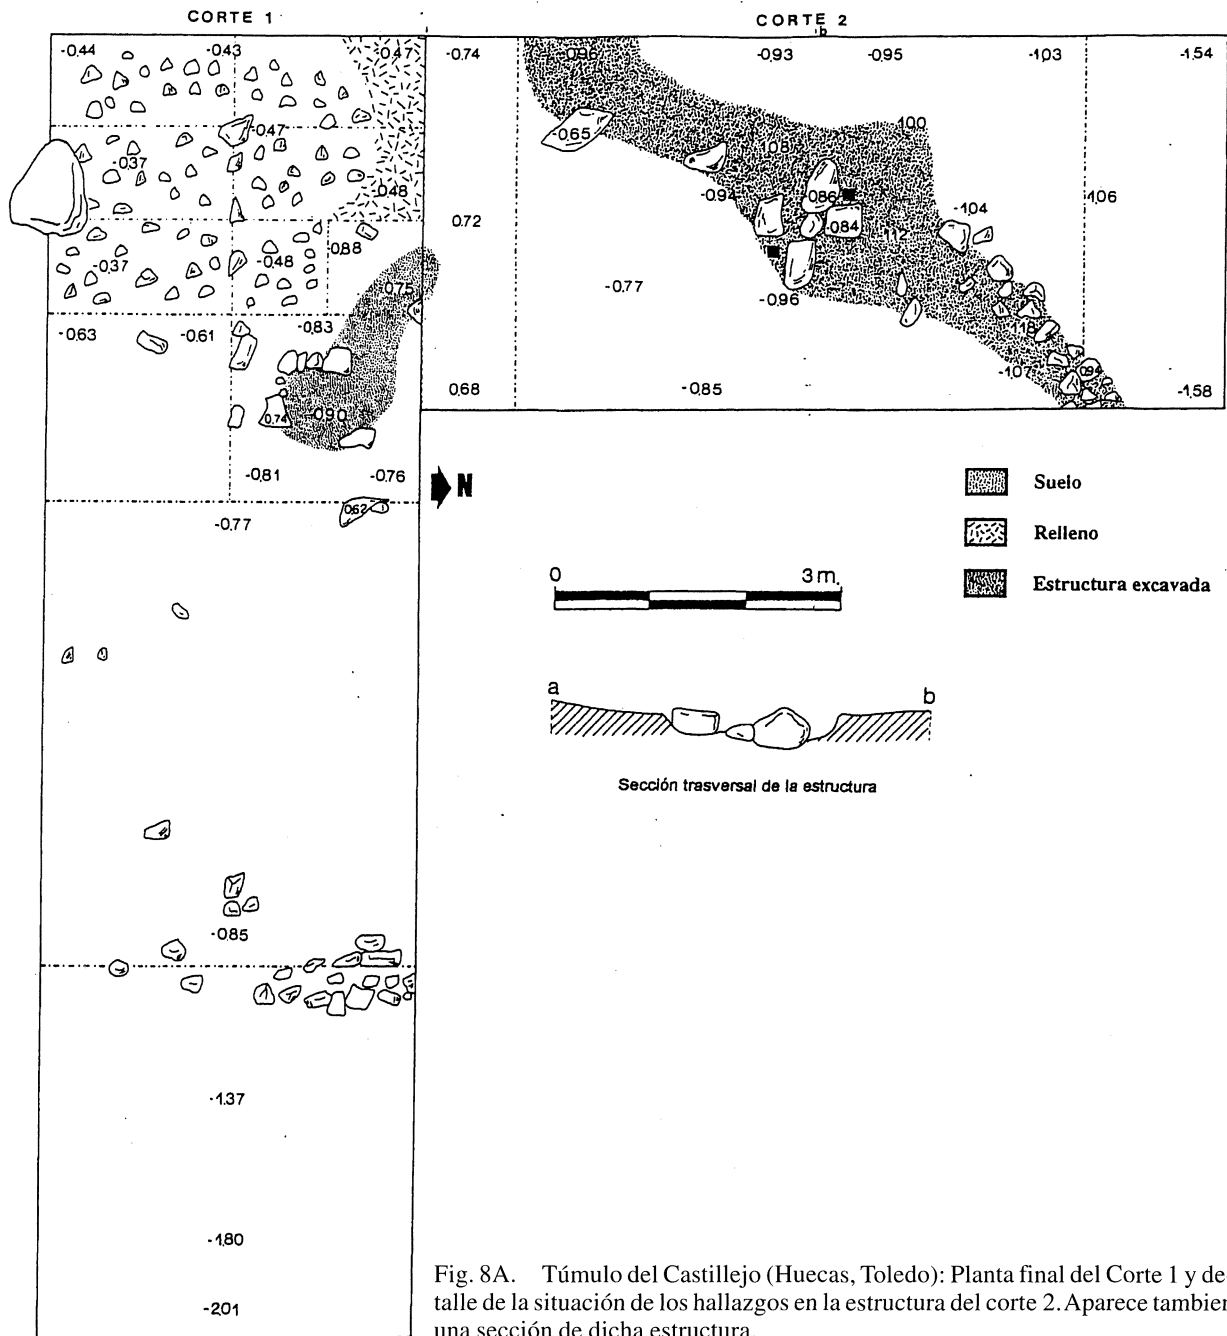 CORTE 1
CORTE 2
b
-0,44 -0,43 -0,47 -0,74 -0,96 -0,93 -0,95 -1,03 -1,54
-0,47 -0,65 1,00
-0,37 0,87
-0,48 -0,94 0,86 1,06
0,72 -0,84 -1,04
0,88 1,12
-0,37 -0,48
-0,75 -0,77 -0,96
-0,63 -0,61 -0,83 1,18
-1,07 0,94
0,68 -0,85 -1,58
0,74 -0,90
-0,81 -0,76
N
0,62
-0,77
Suelo
Relleno
Estructura excavada
0 3 m.
a b
Sección trasversal de la estructura
-0,85
-1,37
-1,80
-2,01
Fig. 8A. Túmulo del Castillejo (Huecas, Toledo): Planta final del Corte 1 y de-
talle de la situación de los hallazgos en la estructura del corte 2. Aparece tambien
una sección de dicha estructura.